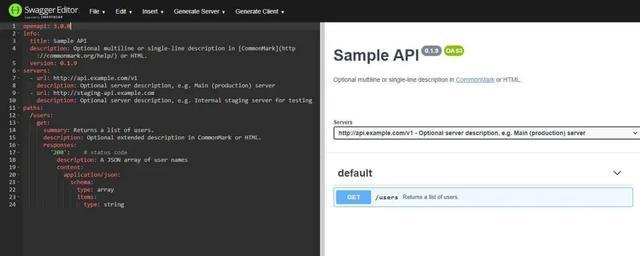 Swagger Editor.
File
Edit
Insert
Generate Server
Generate Client
1 openapi: 3.0.0
2 info:
3 title: Sample API
4 description: Optional multiline or single-line description in [CommonMark](http
://commonmark.org/help/) or HTML.
5 version: 0.1.9
6 servers:
7 - url: http://api.example.com/v1
8 description: Optional server description, e.g. Main (production) server
9 - url: http://staging-api.example.com
10 description: Optional server description, e.g. Internal staging server for testing
11 paths:
12 /users:
13 get:
14 summary: Returns a list of users.
15 description: Optional extended description in CommonMark or HTML.
16 responses:
17 '200': # status code
18 description: A JSON array of user names
19 content:
20 application/json:
21 schema:
22 type: array
23 items:
24 type: string
Sample API 0.1.9 OAS3
Optional multiline or single-line description in CommonMark or HTML.
Servers
http://api.example.com/v1 - Optional server description, e.g. Main (production) server
default
GET /users Returns a list of users.